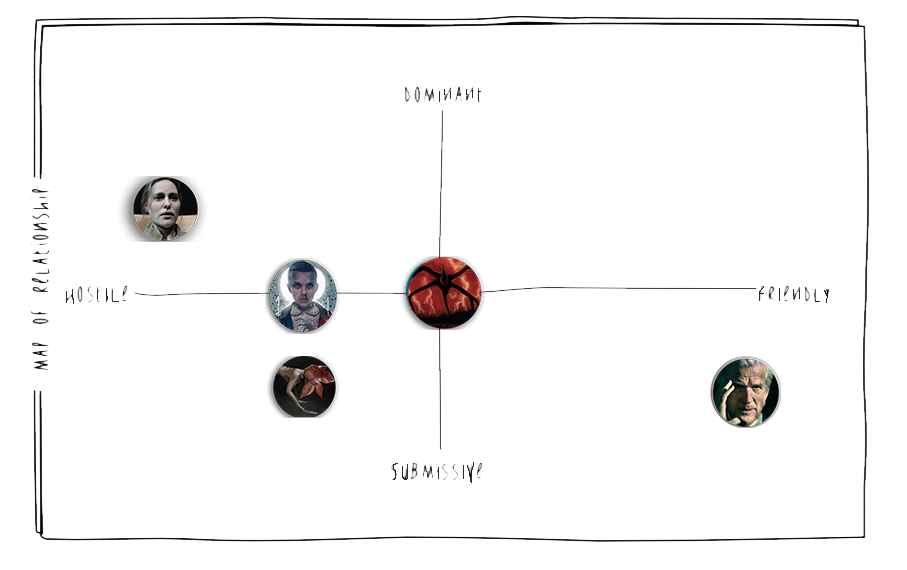 DOMINANT
MAP OF RELATIONSHIP
HOSTILE
FRIENDLY
SUBMISSIVE